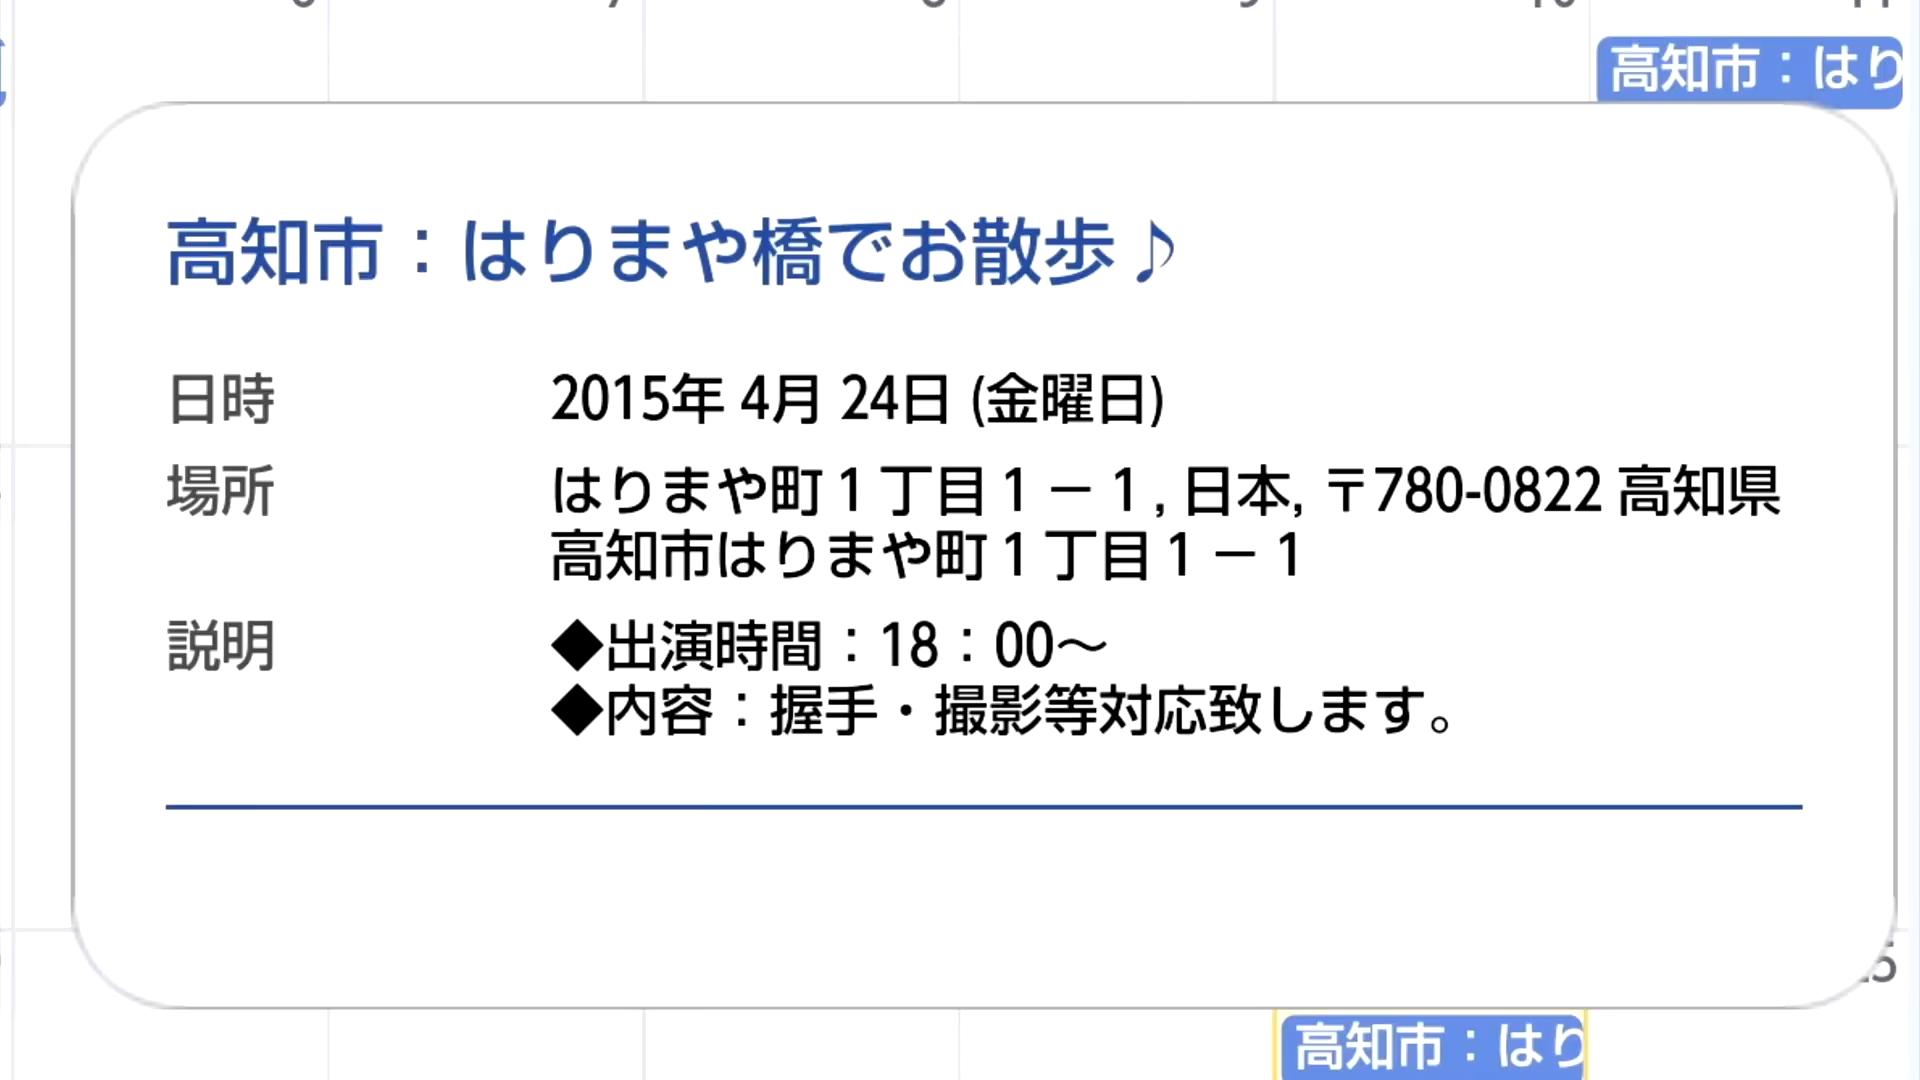 高知市：はり
高知市：はりまや橋でお散歩♪
日時 2015年 4月 24日 (金曜日)
場所 はりまや町１丁目１－１, 日本, 〒780-0822 高知県
高知市はりまや町１丁目１－１
説明 ◆出演時間：18：00～
◆内容：握手・撮影等対応致します。
高知市：はり